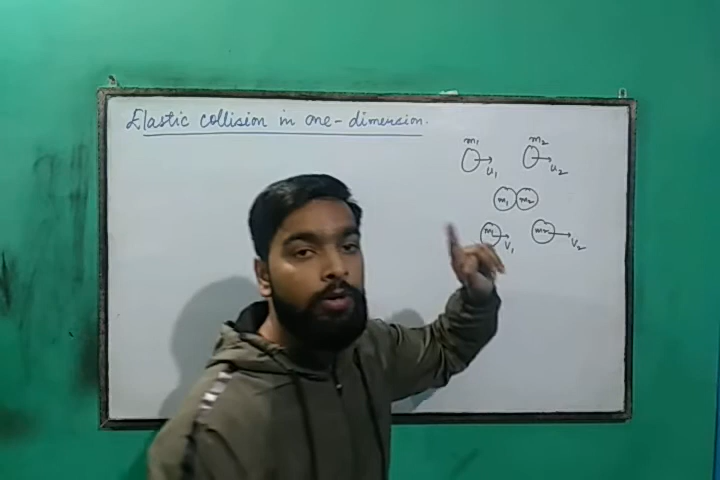 Elastic collision in one-dimension.
m1 m2
u1 u2
m1 m2
m1 m2
v1 v2